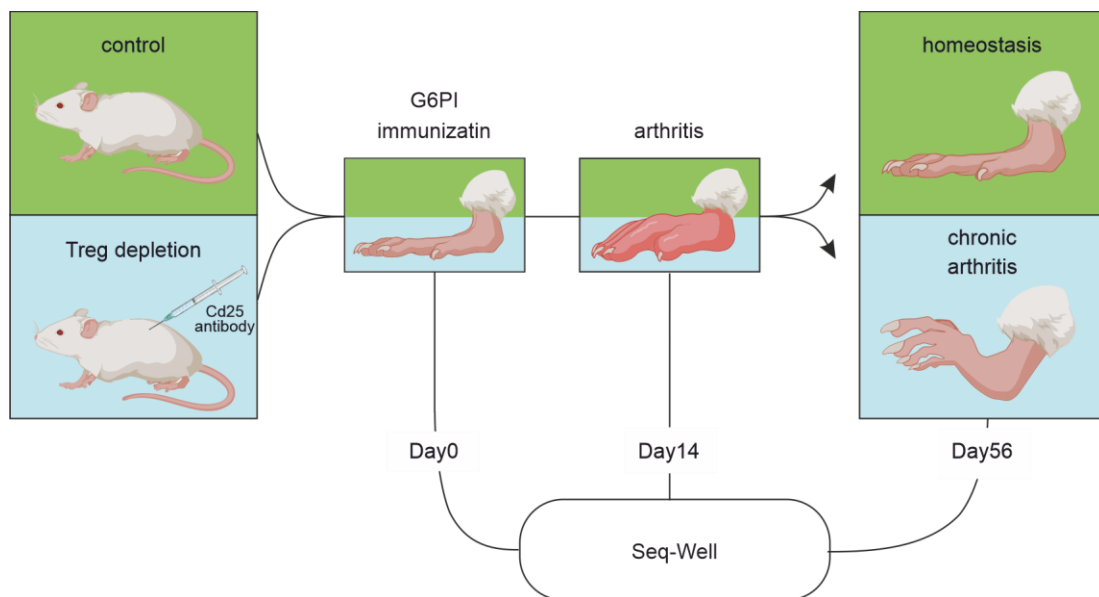 control
Treg depletion
Cd25
antibody
G6PI
immunizatin
arthritis
homeostasis
chronic
arthritis
Day0
Day14
Day56
Seq-Well